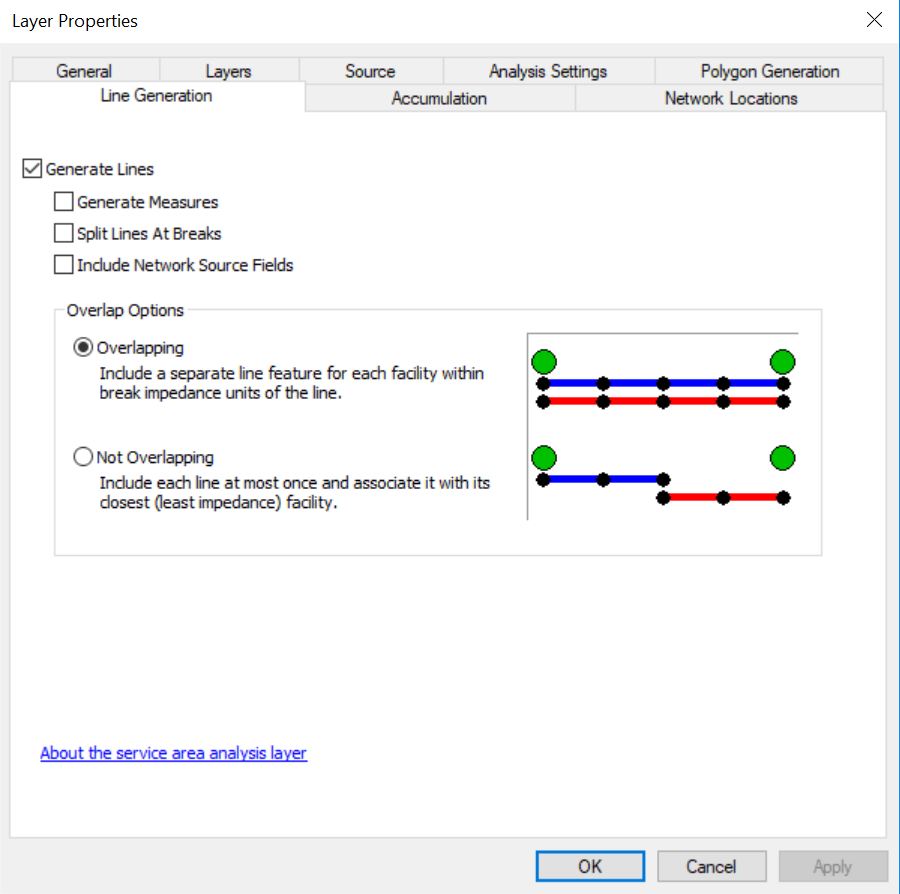 Layer Properties
General Layers Source Analysis Settings Polygon Generation
Line Generation Accumulation Network Locations
Generate Lines
Generate Measures
Split Lines At Breaks
Include Network Source Fields
Overlap Options
Overlapping
Include a separate line feature for each facility within
break impedance units of the line.
Not Overlapping
Include each line at most once and associate it with its
closest (least impedance) facility.
About the service area analysis layer
OK Cancel Apply